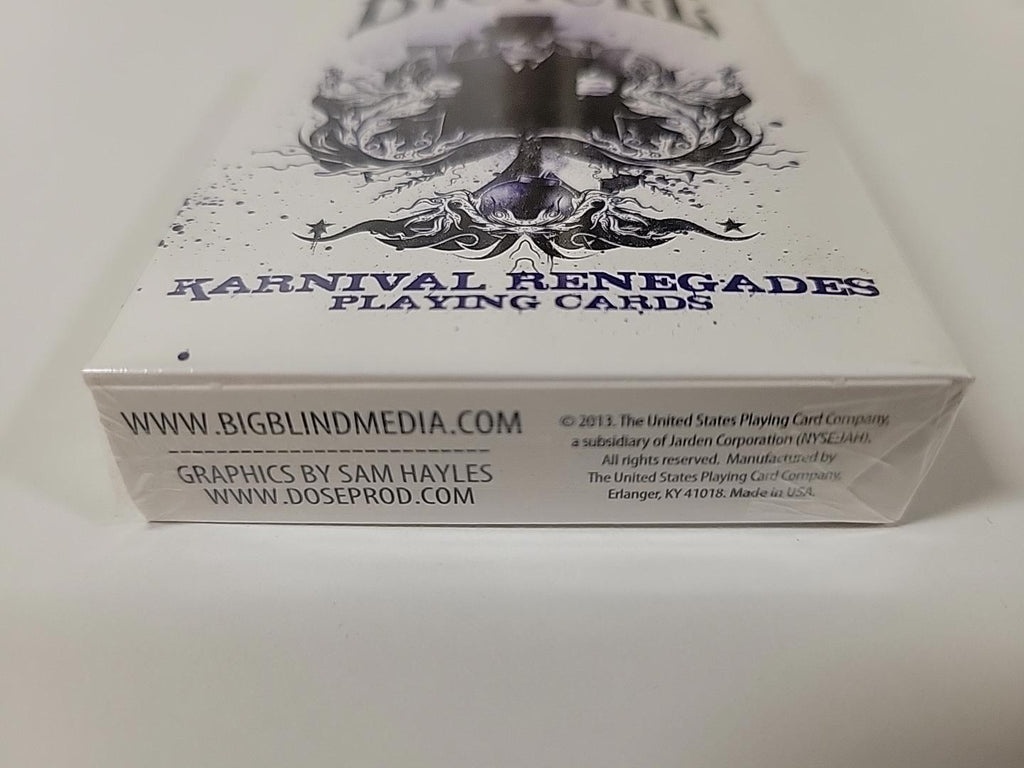 BICYCLE
KARNIVAL RENEGADES
PLAYING CARDS
WWW.BIGBLINDMEDIA.COM
GRAPHICS BY SAM HAYLES
WWW.DOSEPROD.COM
© 2013. The United States Playing Card Company,
a subsidiary of Jarden Corporation (NYSE:JAH).
All rights reserved. Manufactured by
The United States Playing Card Company,
Erlanger, KY 41018. Made in USA.